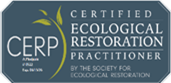 CERTIFIED
ECOLOGICAL
RESTORATION
PRACTITIONER
BY THE SOCIETY FOR
ECOLOGICAL RESTORATION
CERP